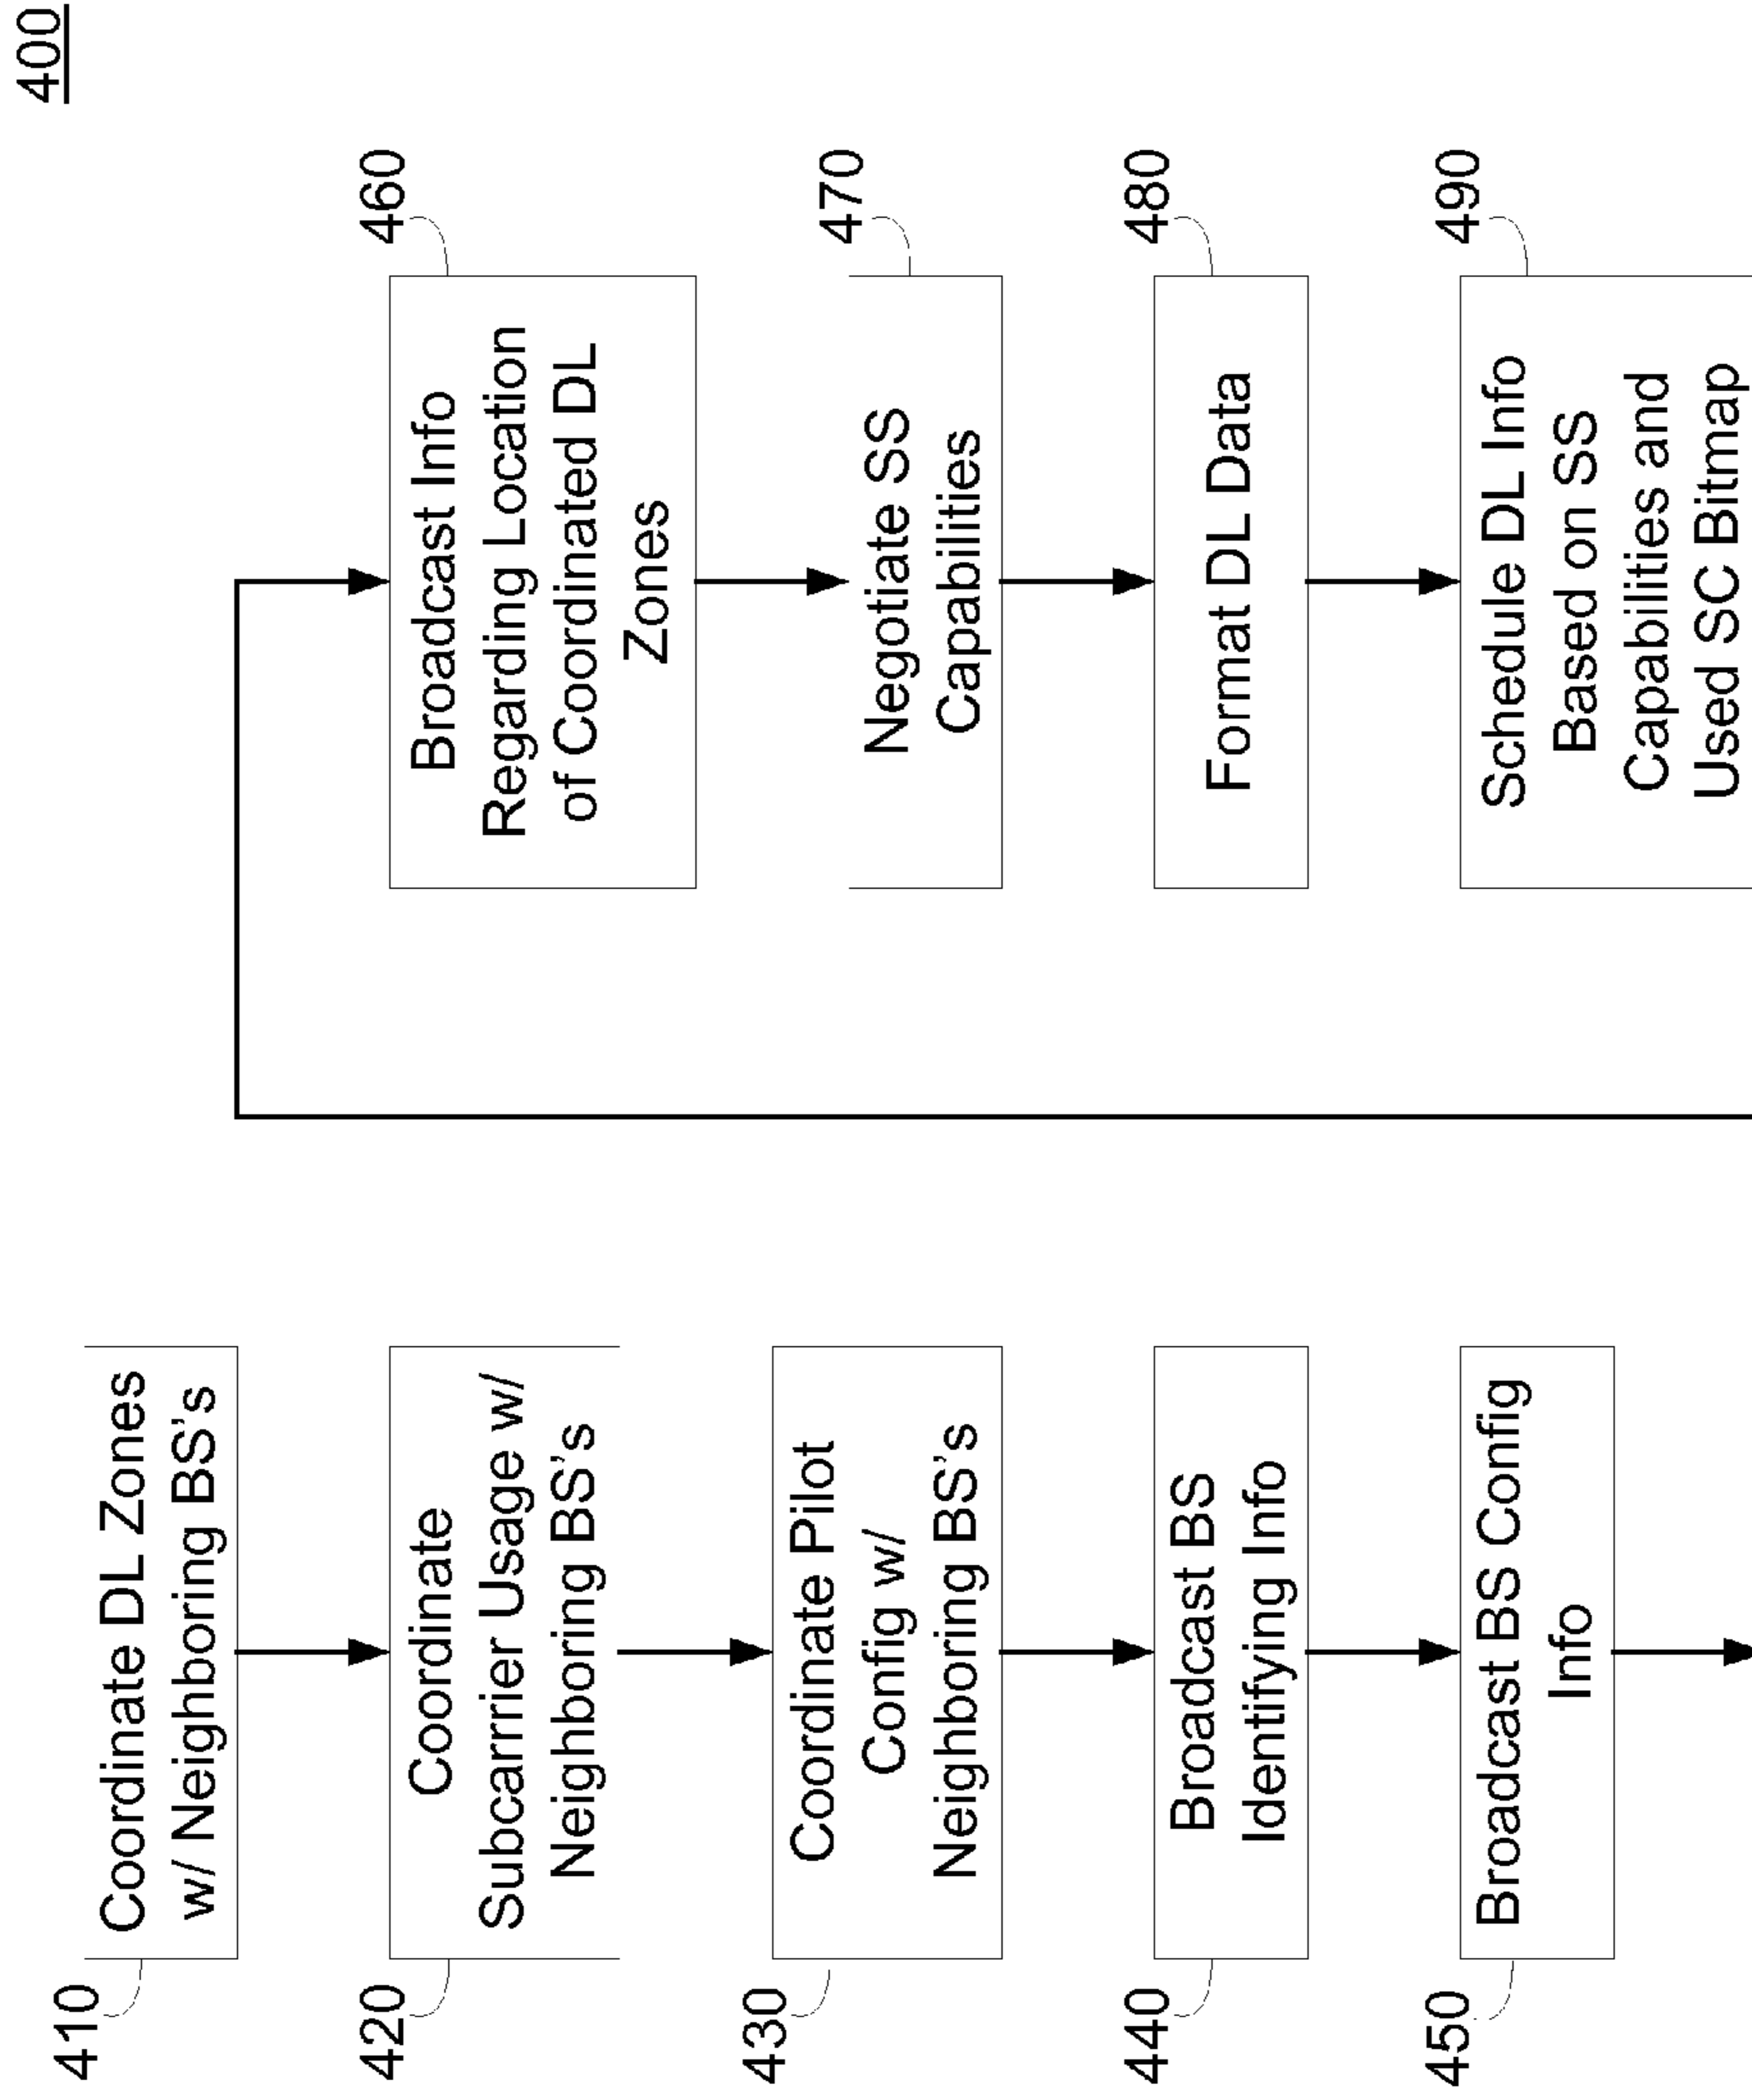 400
410
Coordinate DL Zones
w/ Neighboring BS's
420
Coordinate
Subcarrier Usage w/
Neighboring BS's
430
Coordinate Pilot
Config w/
Neighboring BS's
440
Broadcast BS
Identifying Info
450
Broadcast BS Config
Info
460
Broadcast Info
Regarding Location
of Coordinated DL
Zones
470
Negotiate SS
Capabilities
480
Format DL Data
490
Schedule DL Info
Based on SS
Capabilities and
Used SC Bitmap